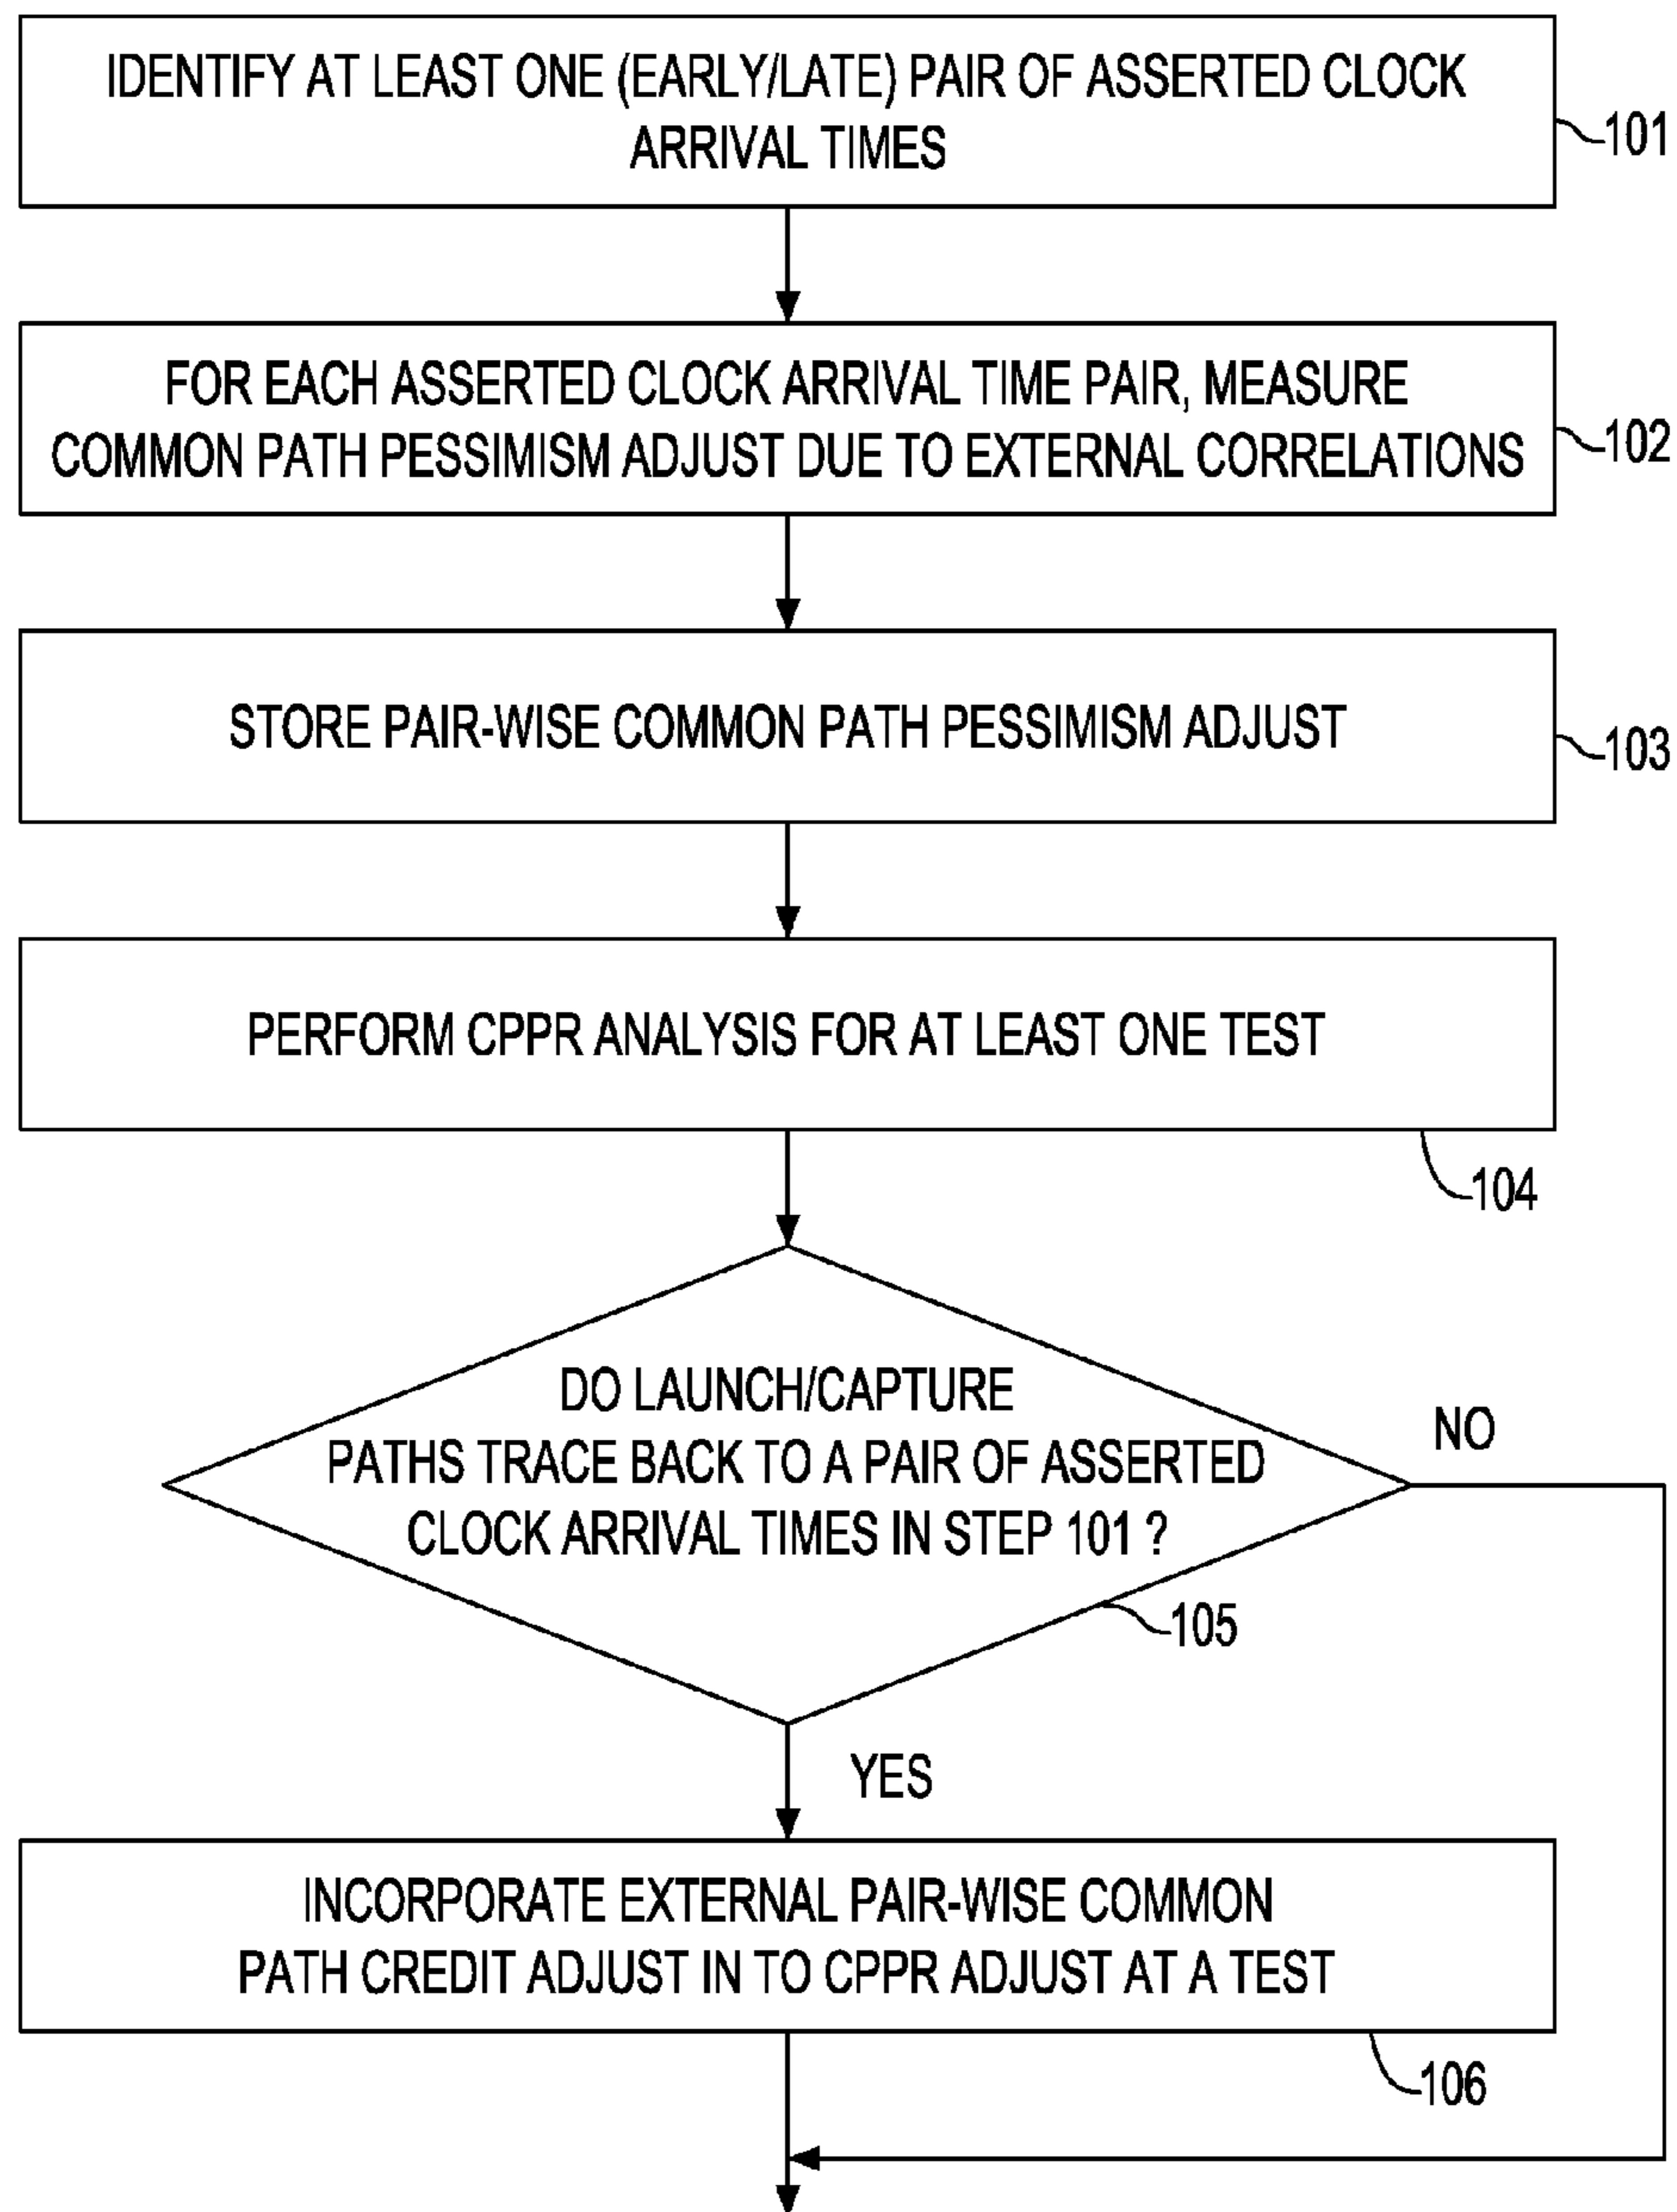 IDENTIFY AT LEAST ONE (EARLY/LATE) PAIR OF ASSERTED CLOCK
ARRIVAL TIMES
101
FOR EACH ASSERTED CLOCK ARRIVAL TIME PAIR, MEASURE
COMMON PATH PESSIMISM ADJUST DUE TO EXTERNAL CORRELATIONS
102
STORE PAIR-WISE COMMON PATH PESSIMISM ADJUST
103
PERFORM CPPR ANALYSIS FOR AT LEAST ONE TEST
104
DO LAUNCH/CAPTURE
PATHS TRACE BACK TO A PAIR OF ASSERTED
CLOCK ARRIVAL TIMES IN STEP 101 ?
NO
105
YES
INCORPORATE EXTERNAL PAIR-WISE COMMON
PATH CREDIT ADJUST IN TO CPPR ADJUST AT A TEST
106